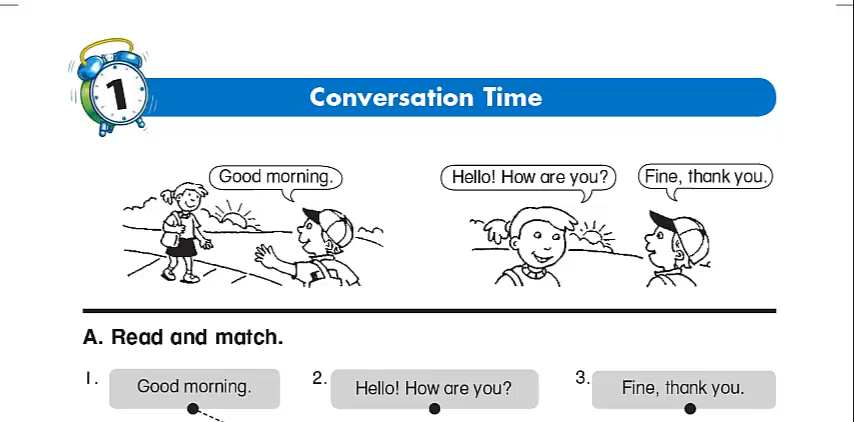 1
Conversation Time
Good morning.
Hello! How are you?
Fine, thank you.
A. Read and match.
1. Good morning.
2. Hello! How are you?
3. Fine, thank you.